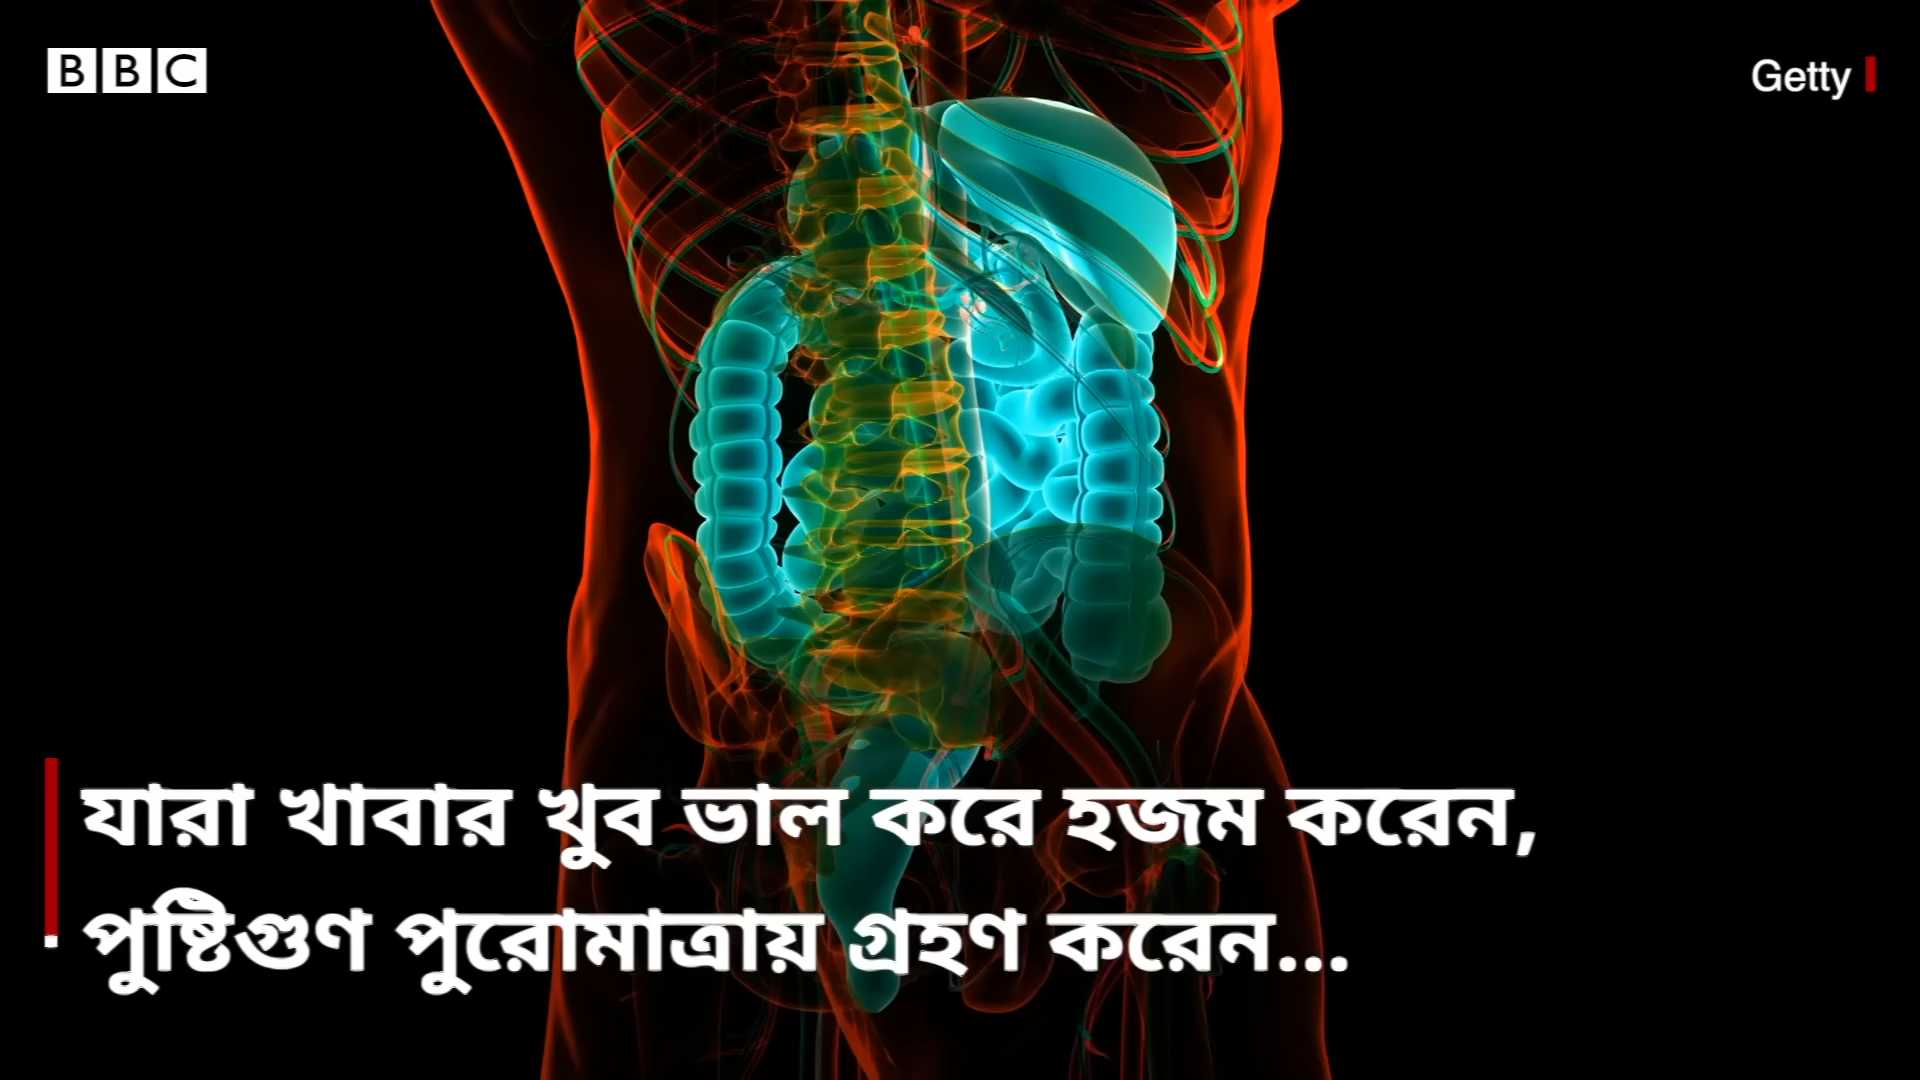 BBC
Getty
যারা খাবার খুব ভাল করে হজম করেন,
পুষ্টিগুণ পুরোমাত্রায় গ্রহণ করেন...